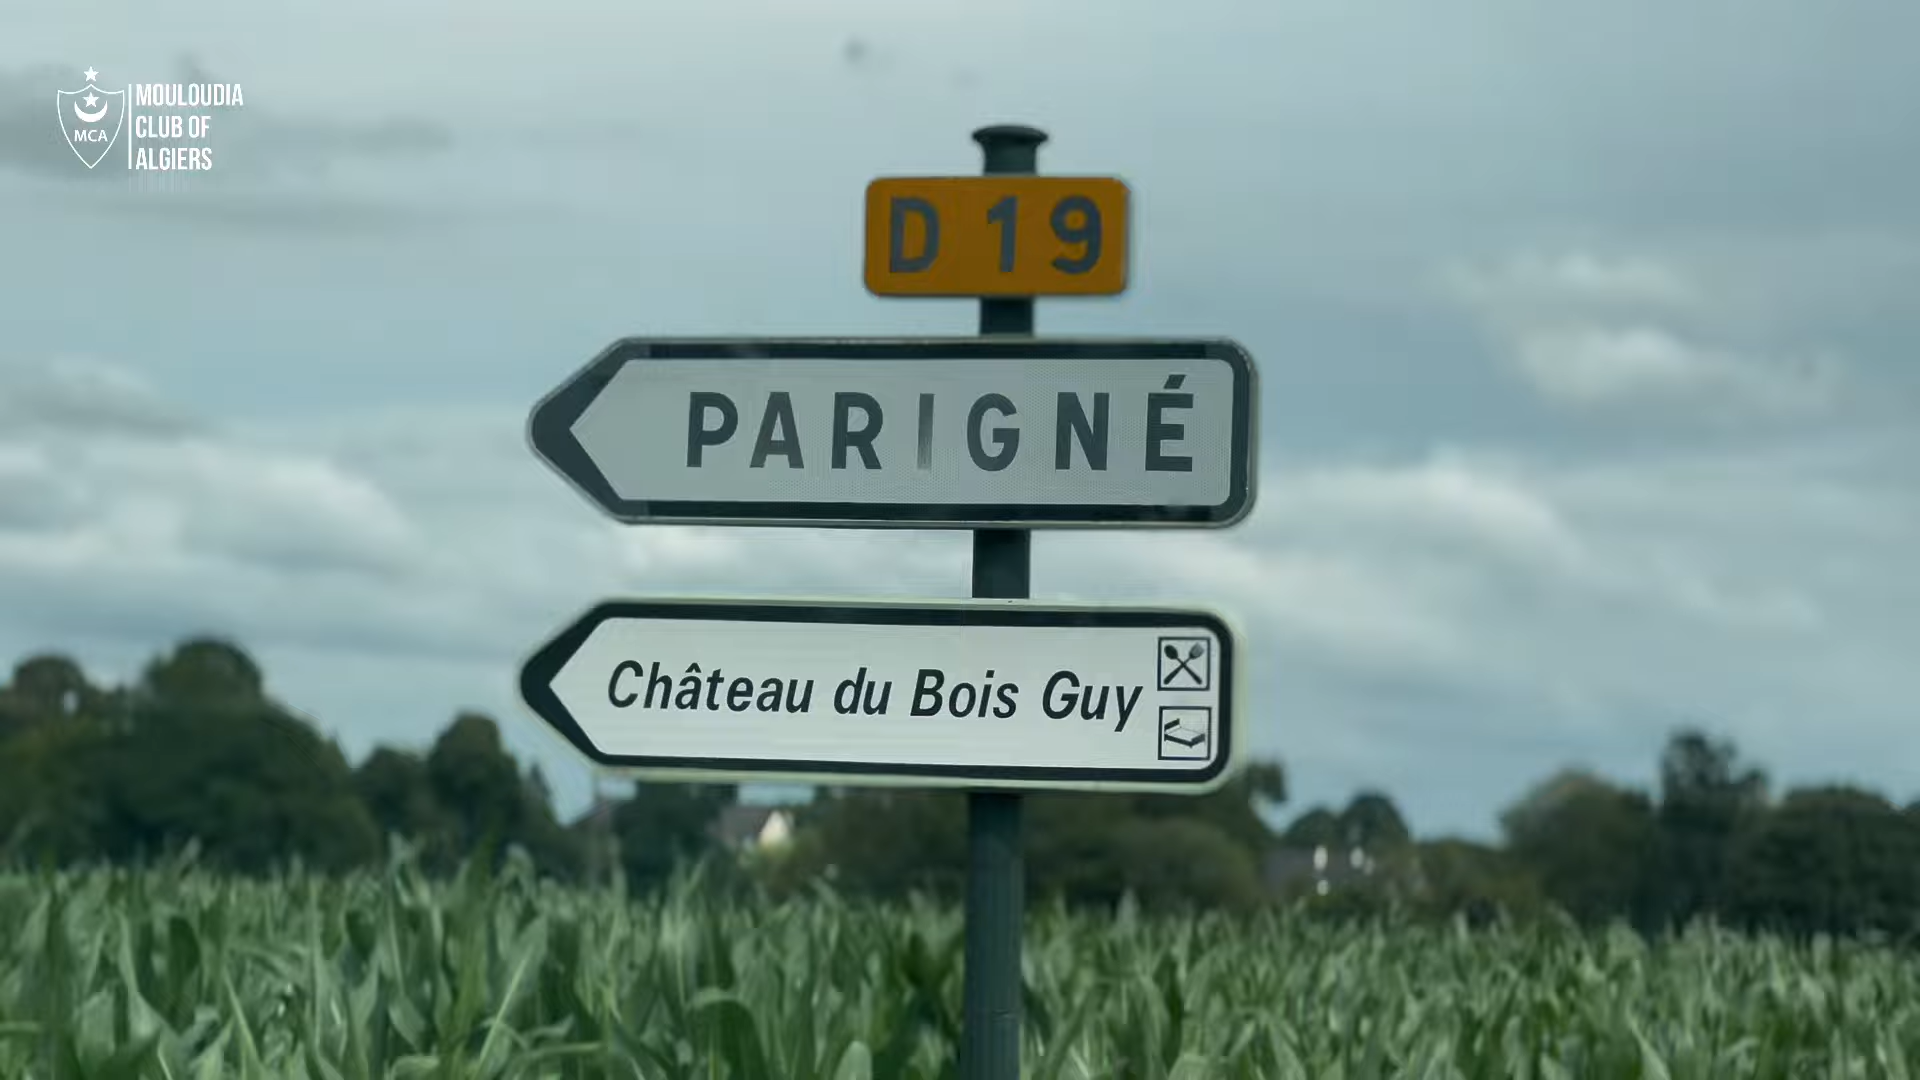 MOULOUDIA
CLUB OF
ALGIERS
MCA
D 19
PARIGNÉ
Château du Bois Guy